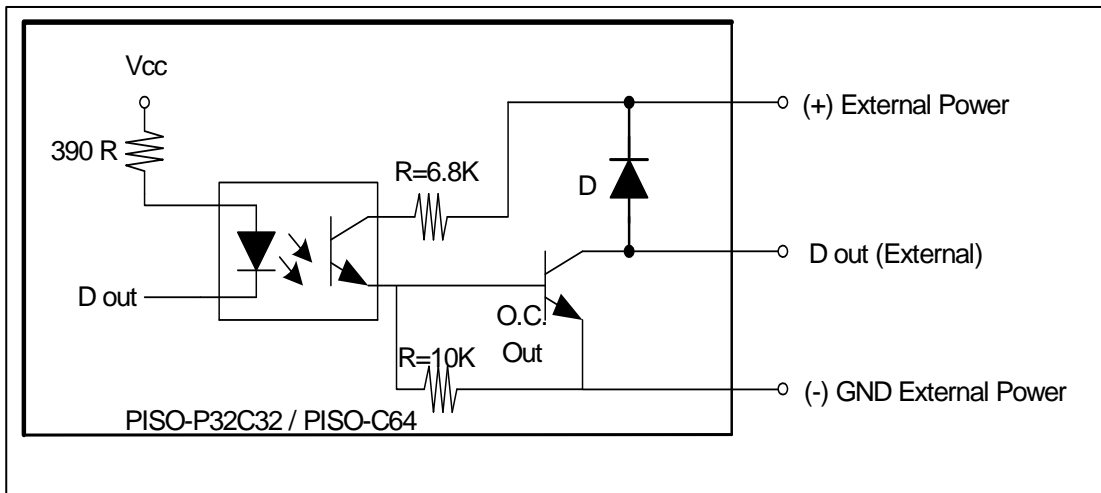 Vcc
390 R
R=6.8K
(+) External Power
D
D out (External)
D out
O.C.
Out
R=10K
(-) GND External Power
PISO-P32C32 / PISO-C64